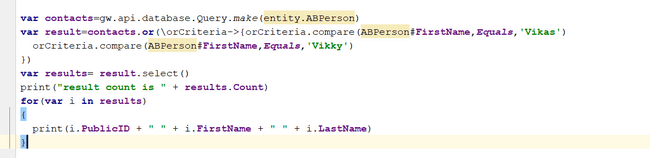 var contacts=gw.api.database.Query.make(entity.ABPerson)
var result=contacts.or(\orCriteria->{orCriteria.compare(ABPerson#FirstName,Equals,'Vikas')
orCriteria.compare(ABPerson#FirstName,Equals,'Vikky')
})
var results= result.select()
print("result count is " + results.Count)
for(var i in results)
{
print(i.PublicID + " " + i.FirstName + " " + i.LastName)
}